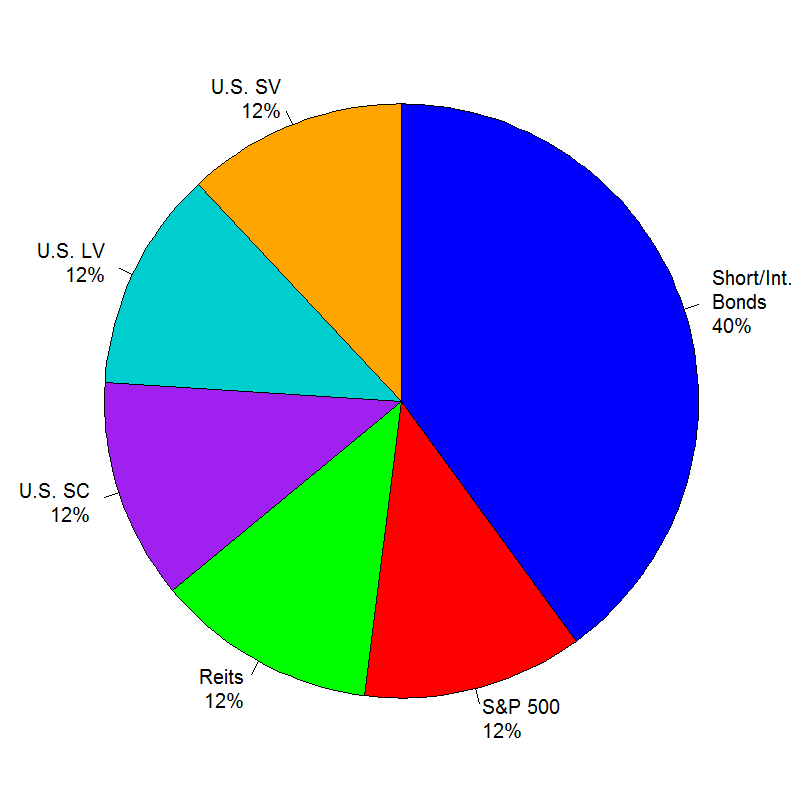 U.S. SV
12%
U.S. LV
12%
Short/Int.
Bonds
40%
U.S. SC
12%
Reits
12%
S&P 500
12%